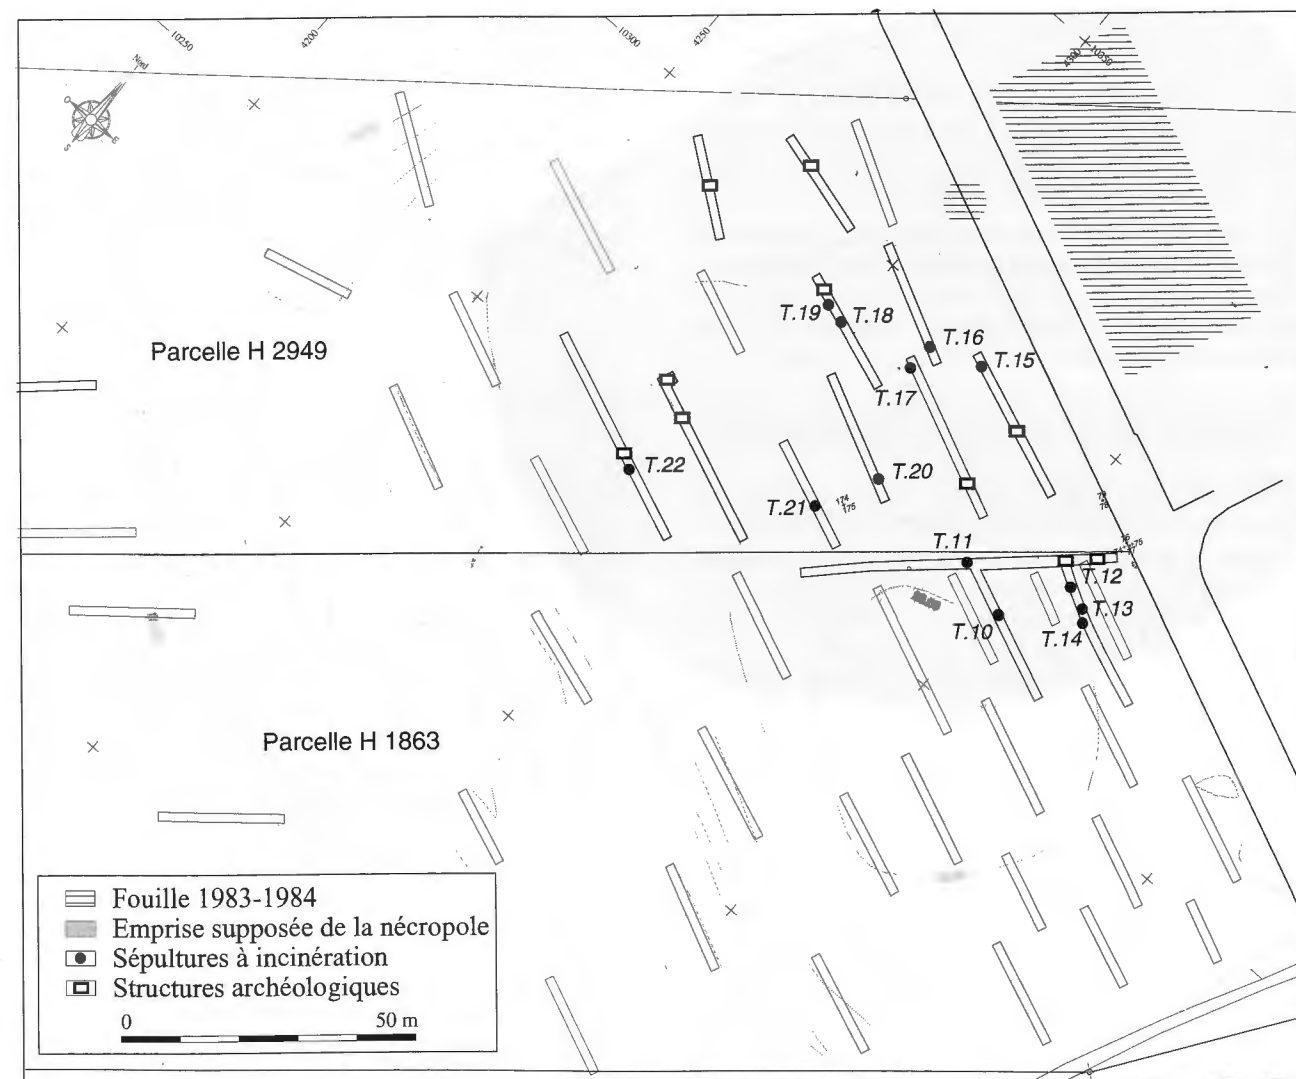 10250
4200
10300
4250
4300
10350
Nord
O
E
S
T.19
T.18
T.16
T.15
Parcelle H 2949
T.17
T.22
T.20
T.21
174
175
79
78
T.11
T.12
T.13
T.10
T.14
Parcelle H 1863
Fouille 1983-1984
Emprise supposée de la nécropole
Sépultures à incinération
Structures archéologiques
0
50 m